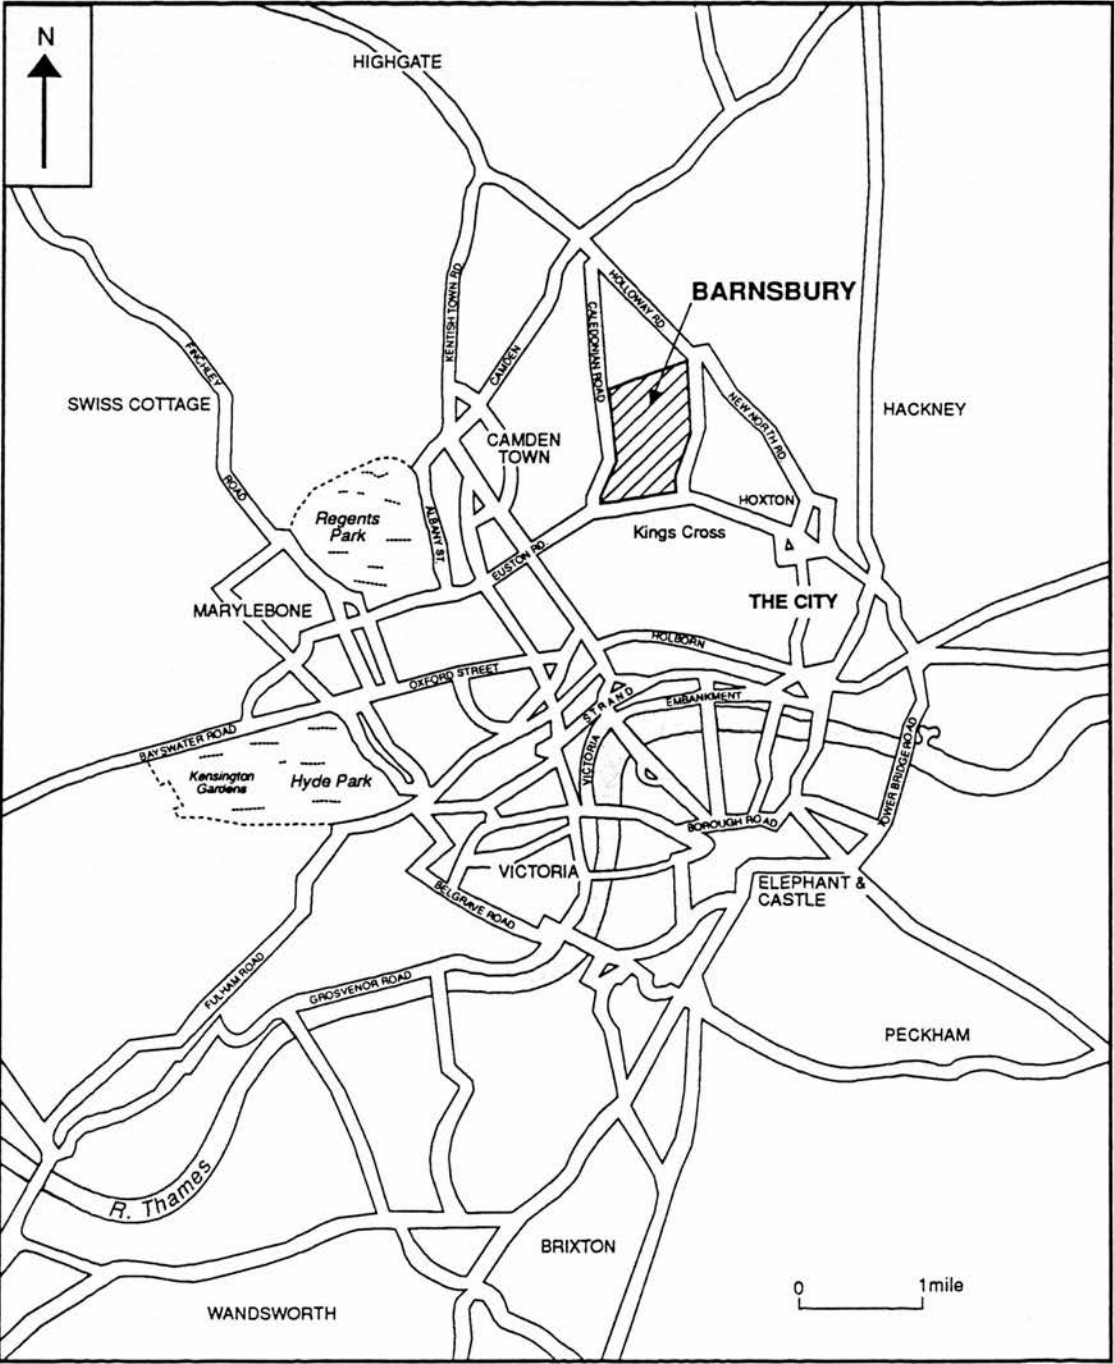 N
HIGHGATE
HOLLOWAY RD
BARNSBURY
KENTISH TOWN RD
CALEDONIAN ROAD
CAMDEN
FINCHLEY
SWISS COTTAGE
NEW NORTH RD.
HACKNEY
CAMDEN
TOWN
ROAD
HOXTON
Regents
Park
ALBANY ST.
Kings Cross
EUSTON RD.
MARYLEBONE
THE CITY
HOLBORN
OXFORD STREET
STRAND
EMBANKMENT
BAYSWATER ROAD
VICTORIA
TOWER BRIDGE ROAD
Kensington
Gardens
Hyde Park
BOROUGH ROAD
VICTORIA
ELEPHANT &
CASTLE
BELGRAVE ROAD
FULHAM ROAD
GROSVENOR ROAD
PECKHAM
R. Thames
BRIXTON
0 1mile
WANDSWORTH